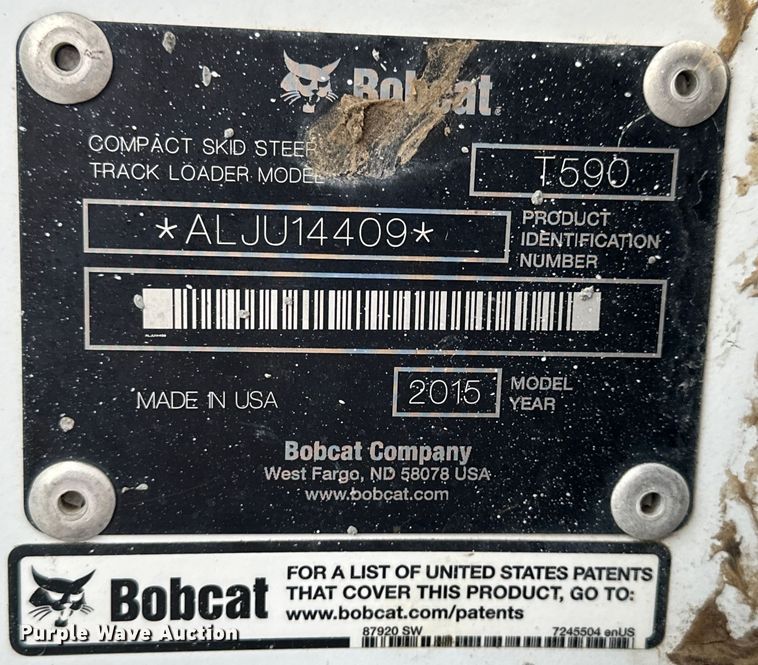 Bobcat.
COMPACT SKID STEER
TRACK LOADER MODEL
T590
*ALJU14409*
PRODUCT
IDENTIFICATION
NUMBER
ALJU14409
MADE IN USA
2015
MODEL
YEAR
Bobcat Company
West Fargo, ND 58078 USA
www.bobcat.com
Bobcat
FOR A LIST OF UNITED STATES PATENTS
THAT COVER THIS PRODUCT, GO TO:
www.bobcat.com/patents
87920 SW
7245504 enUS
Purple Wave Auction